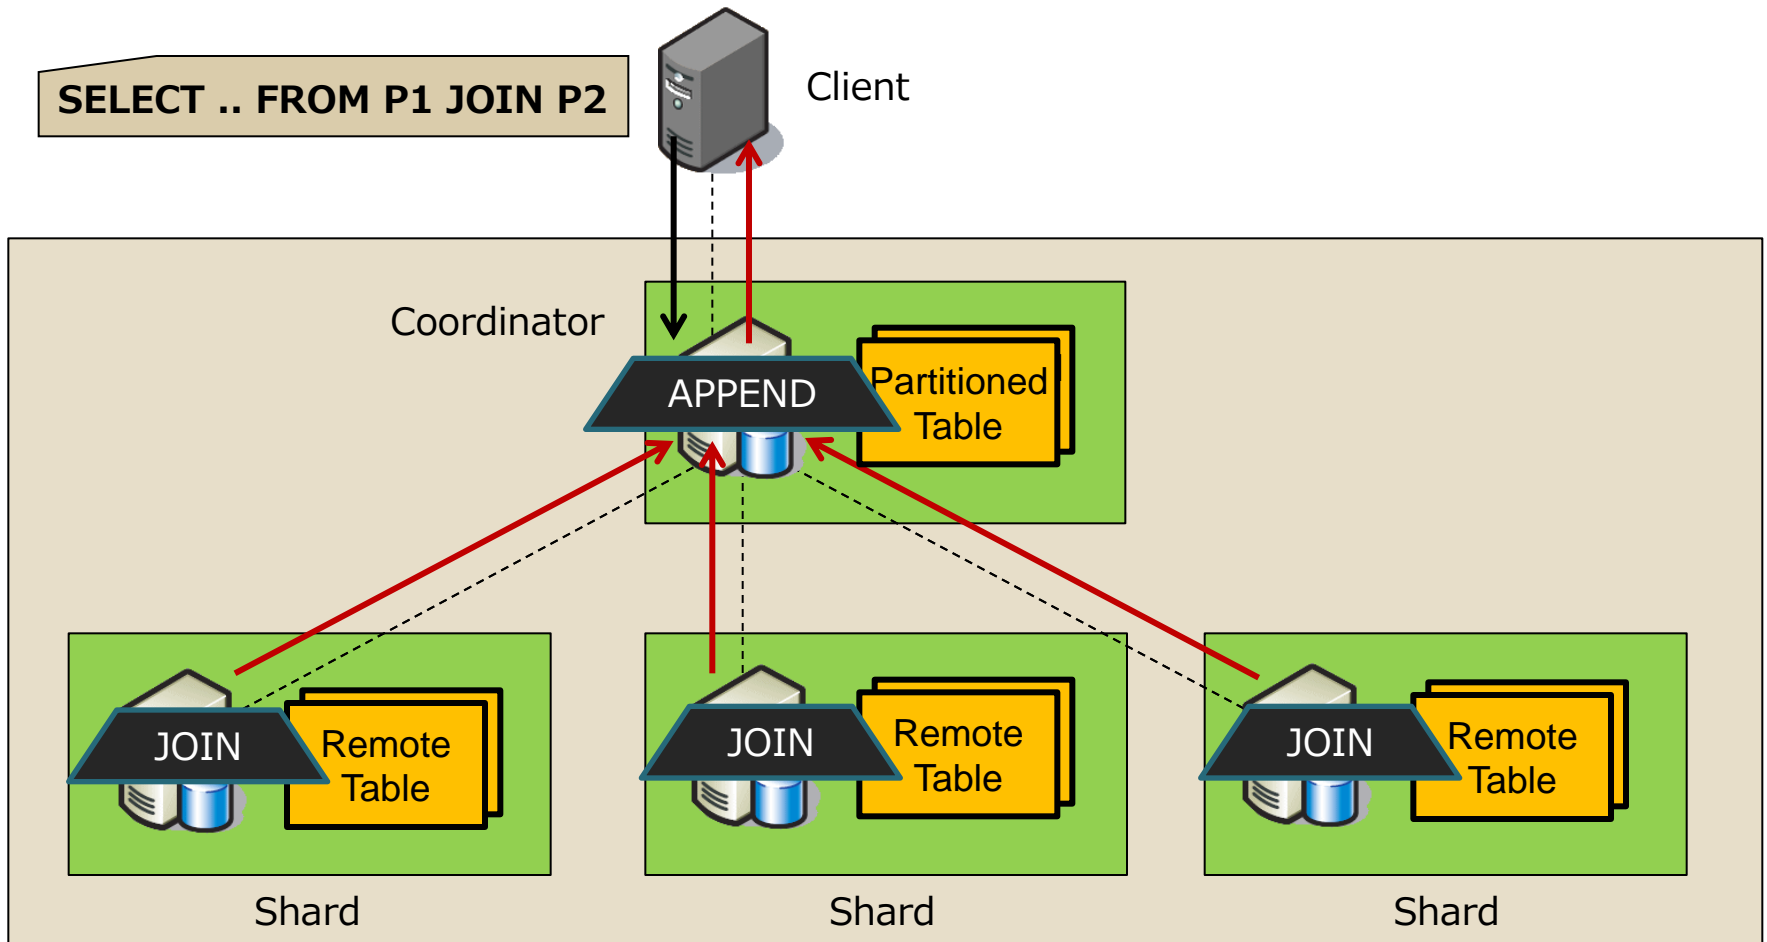 SELECT .. FROM P1 JOIN P2
Client
Coordinator
APPEND
Partitioned
Table
JOIN
Remote
Table
JOIN
Remote
Table
JOIN
Remote
Table
Shard
Shard
Shard